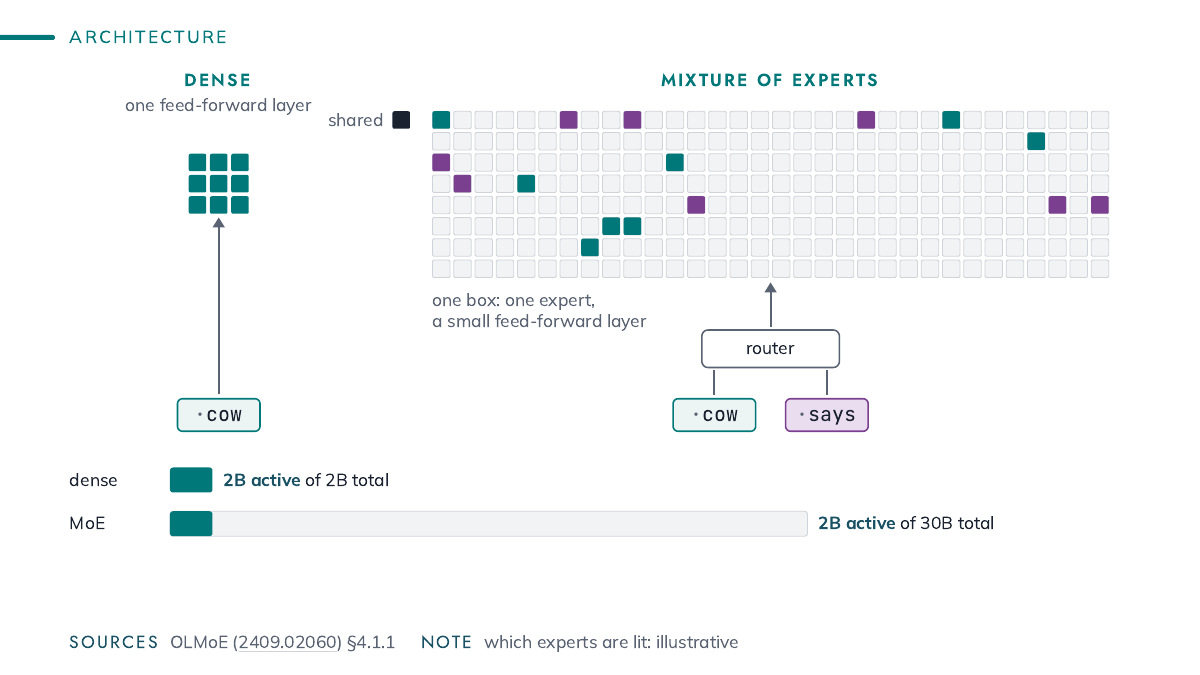 ARCHITECTURE
DENSE
one feed-forward layer
MIXTURE OF EXPERTS
shared
one box: one expert,
a small feed-forward layer
router
·cow
·cow
·says
dense
2B active of 2B total
MoE
2B active of 30B total
SOURCES OLMoE (2409.02060) §4.1.1 NOTE which experts are lit: illustrative